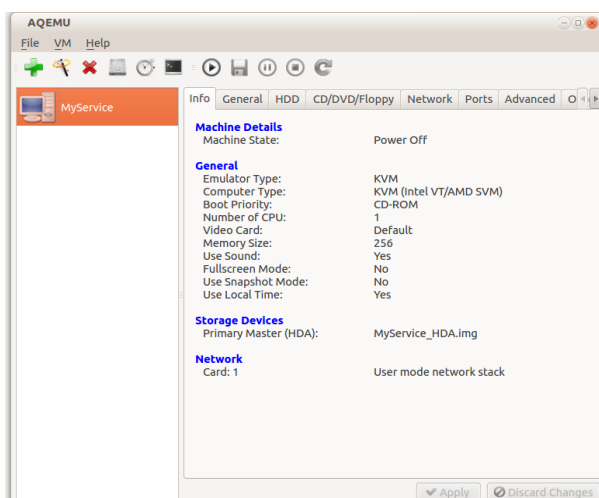 AQEMU
File VM Help
MyService
Info General HDD CD/DVD/Floppy Network Ports Advanced O
Machine Details
Machine State: Power Off
General
Emulator Type: KVM
Computer Type: KVM (Intel VT/AMD SVM)
Boot Priority: CD-ROM
Number of CPU: 1
Video Card: Default
Memory Size: 256
Use Sound: Yes
Fullscreen Mode: No
Use Snapshot Mode: No
Use Local Time: Yes
Storage Devices
Primary Master (HDA): MyService_HDA.img
Network
Card: 1 User mode network stack
Apply Discard Changes